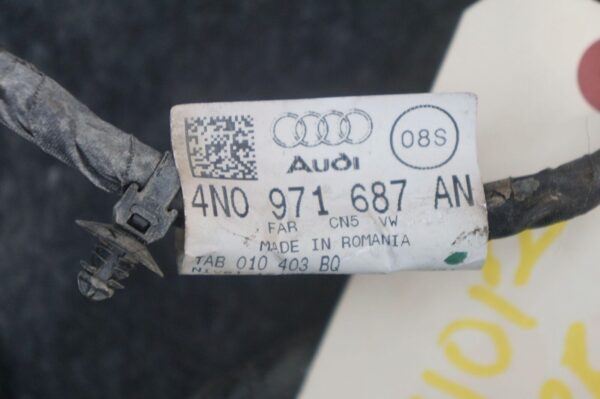 Audi
08S
4N0 971 687 AN
FAR CN5 VW
MADE IN ROMANIA
TAB 010 403 BQ